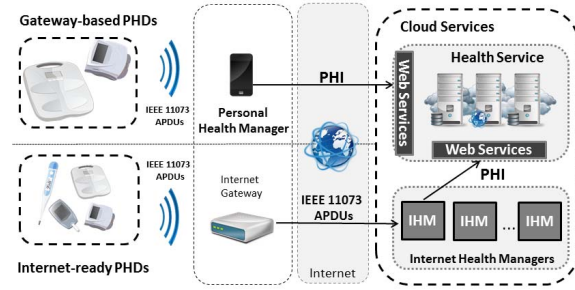 Gateway-based PHDs
IEEE 11073
APDUs
Personal
Health Manager
PHI
Cloud Services
Health Service
Web Services
Web Services
PHI
IEEE 11073
APDUs
Internet
Gateway
IEEE 11073
APDUs
Internet
IHM IHM ... IHM
Internet Health Managers
Internet-ready PHDs